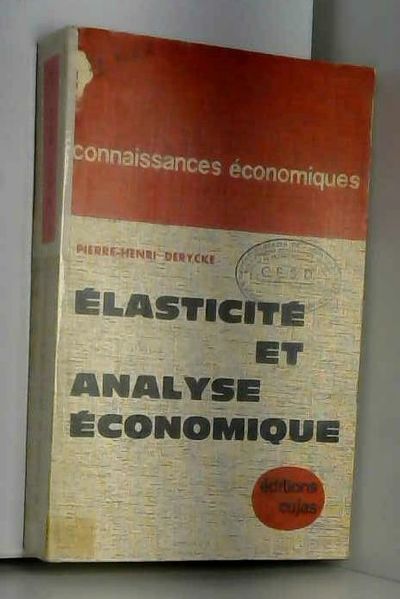 connaissances économiques
PIERRE-HENRI DERYCKE
C.E.S.D.
ÉLASTICITÉ
ET
ANALYSE
ÉCONOMIQUE
éditions
cujas